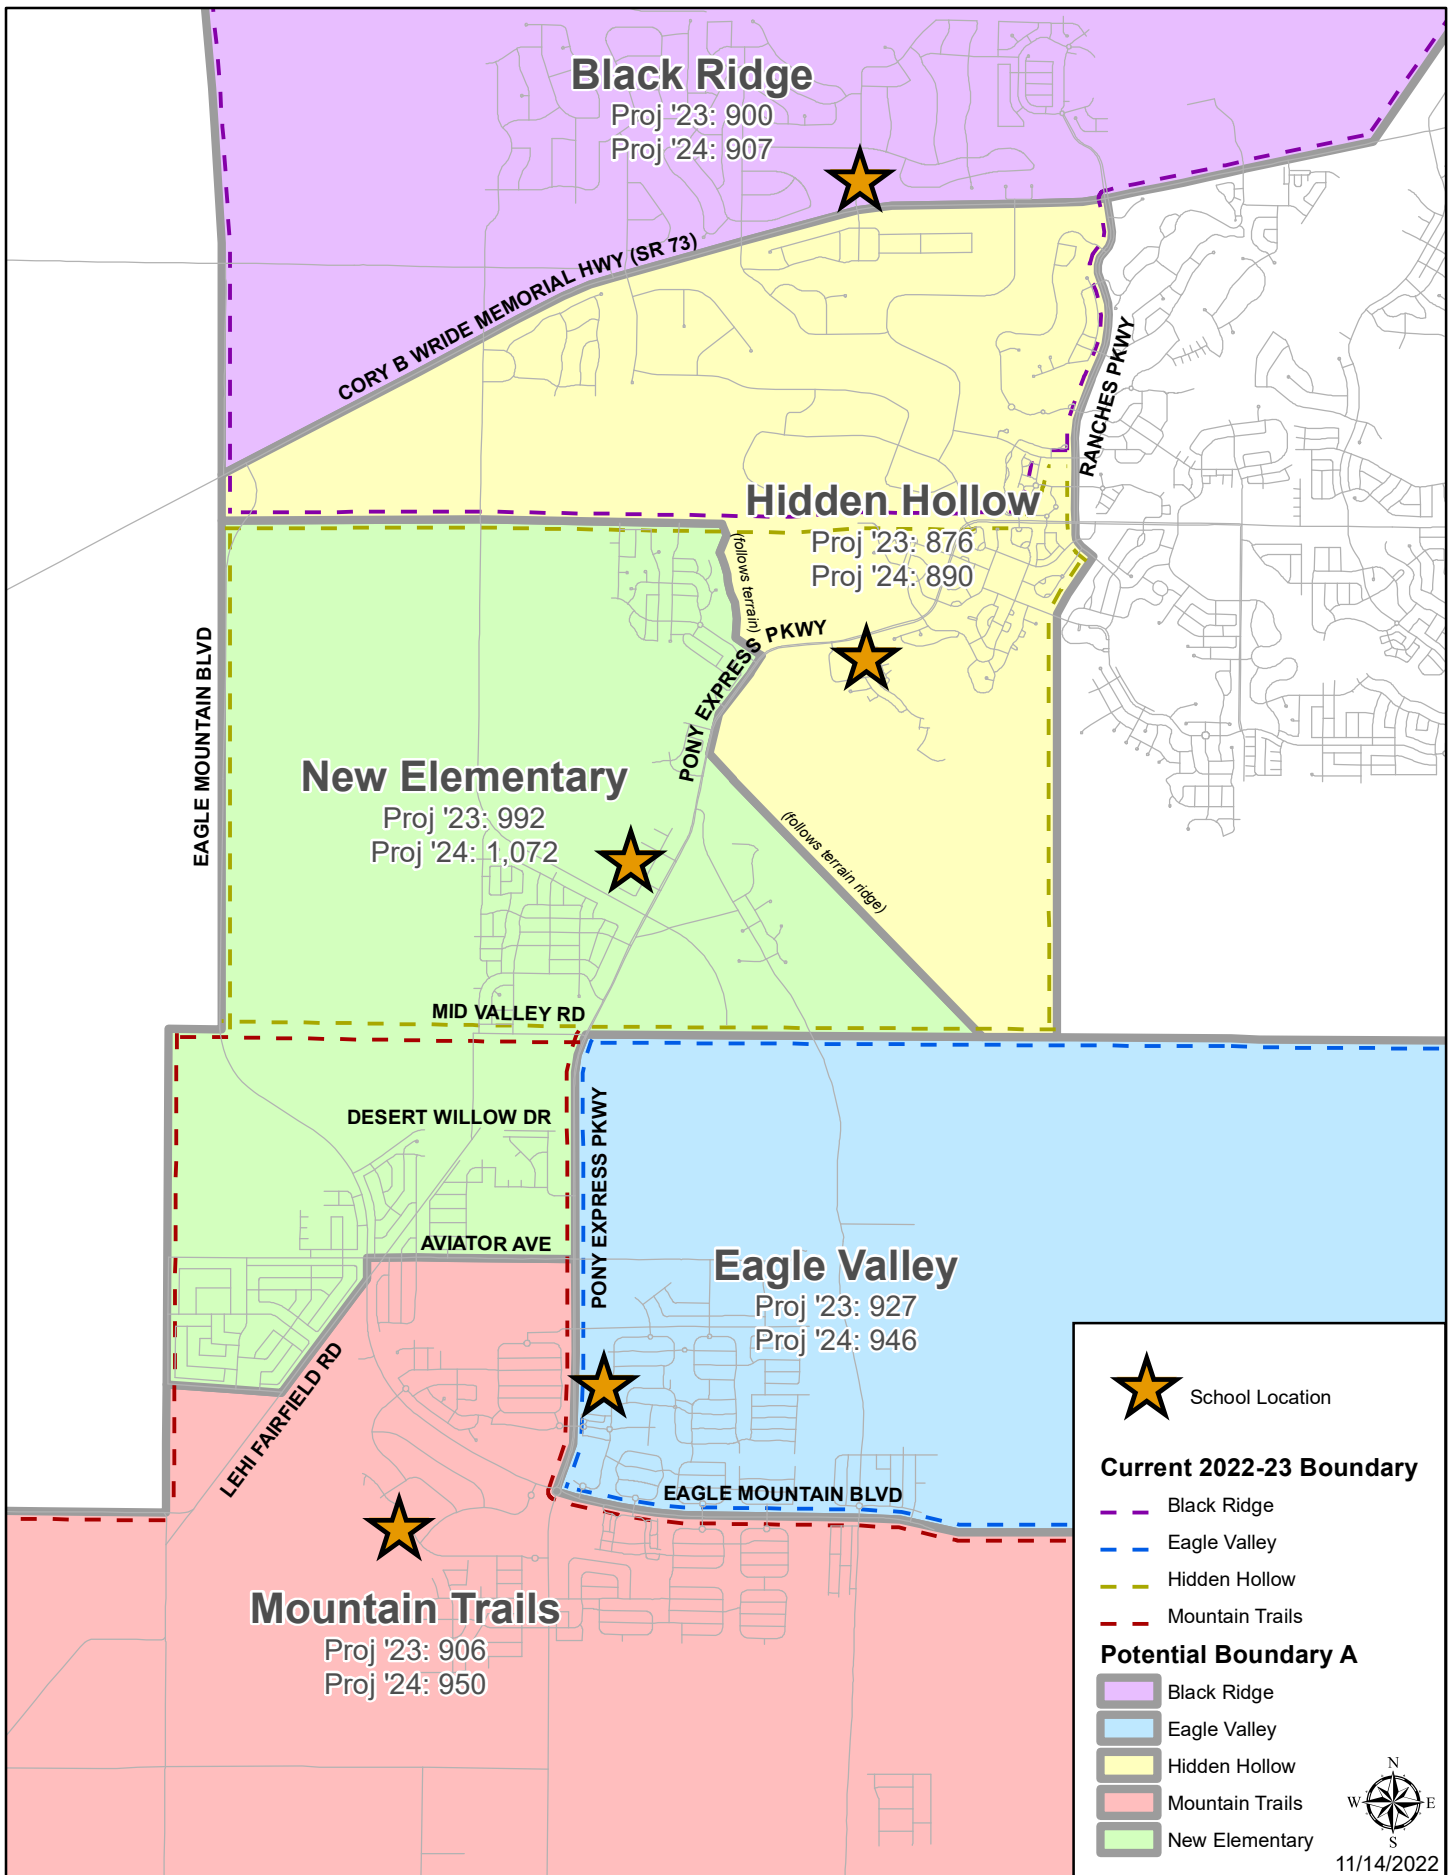 Black Ridge
Proj '23: 900
Proj '24: 907
CORY B WRIDE MEMORIAL HWY (SR 73)
RANCHES PKWY
Hidden Hollow
Proj '23: 876
Proj '24: 890
(follows terrain)
PONY EXPRESS PKWY
EAGLE MOUNTAIN BLVD
New Elementary
Proj '23: 992
Proj '24: 1,072
(follows terrain ridge)
MID VALLEY RD
DESERT WILLOW DR
PONY EXPRESS PKWY
AVIATOR AVE
Eagle Valley
Proj '23: 927
Proj '24: 946
LEHI FAIRFIELD RD
EAGLE MOUNTAIN BLVD
Mountain Trails
Proj '23: 906
Proj '24: 950
School Location
Current 2022-23 Boundary
Black Ridge
Eagle Valley
Hidden Hollow
Mountain Trails
Potential Boundary A
Black Ridge
Eagle Valley
Hidden Hollow
Mountain Trails
New Elementary
N
W E
S
11/14/2022